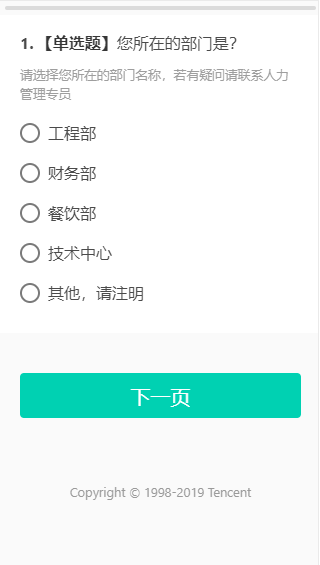 1.【单选题】您所在的部门是？
请选择您所在的部门名称，若有疑问请联系人力
管理专员
工程部
财务部
餐饮部
技术中心
其他，请注明
下一页
Copyright © 1998-2019 Tencent